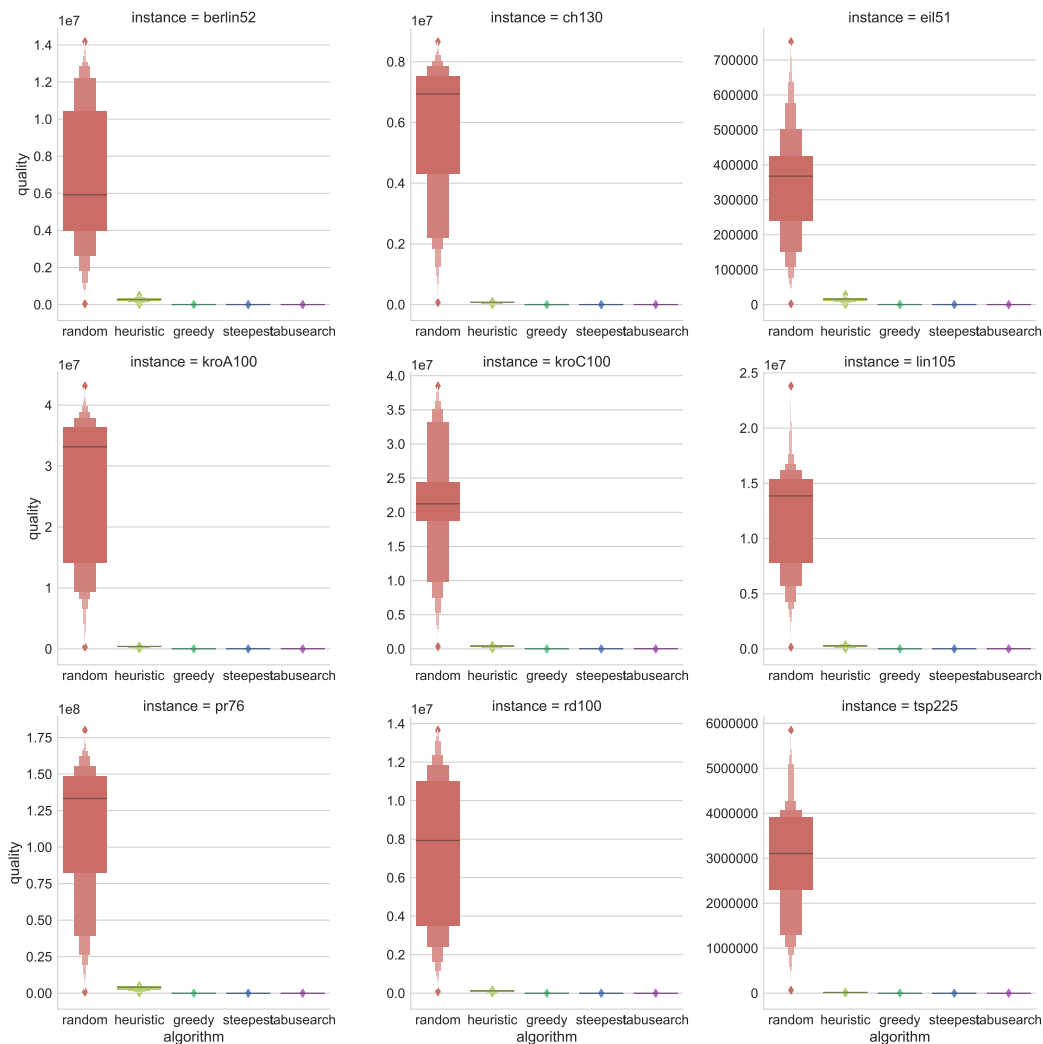 instance = berlin52
1e7
quality
1.4
1.2
1.0
0.8
0.6
0.4
0.2
0.0
random heuristic greedy steepest tabusearch
instance = ch130
1e7
0.8
0.6
0.4
0.2
0.0
random heuristic greedy steepest tabusearch
instance = eil51
700000
600000
500000
400000
300000
200000
100000
0
random heuristic greedy steepest tabusearch
instance = kroA100
1e7
quality
4
3
2
1
0
random heuristic greedy steepest tabusearch
instance = kroC100
1e7
4.0
3.5
3.0
2.5
2.0
1.5
1.0
0.5
0.0
random heuristic greedy steepest tabusearch
instance = lin105
1e7
2.5
2.0
1.5
1.0
0.5
0.0
random heuristic greedy steepest tabusearch
instance = pr76
1e8
quality
1.75
1.50
1.25
1.00
0.75
0.50
0.25
0.00
random heuristic greedy steepest tabusearch
algorithm
instance = rd100
1e7
1.4
1.2
1.0
0.8
0.6
0.4
0.2
0.0
random heuristic greedy steepest tabusearch
algorithm
instance = tsp225
6000000
5000000
4000000
3000000
2000000
1000000
0
random heuristic greedy steepest tabusearch
algorithm